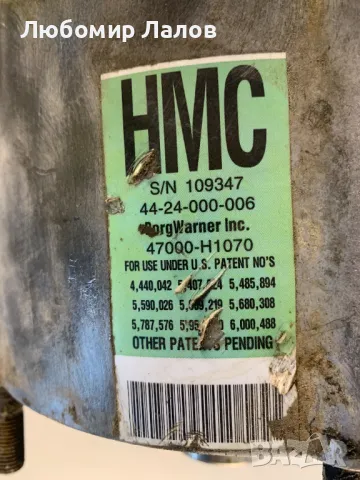 Любомир Лалов
HMC
S/N 109347
44-24-000-006
BorgWarner Inc.
47000-H1070
FOR USE UNDER U.S. PATENT NO'S
4,440,042 5,485,894
5,590,026 5,680,308
5,787,576 6,000,488
OTHER PATENTS PENDING
BAZAR